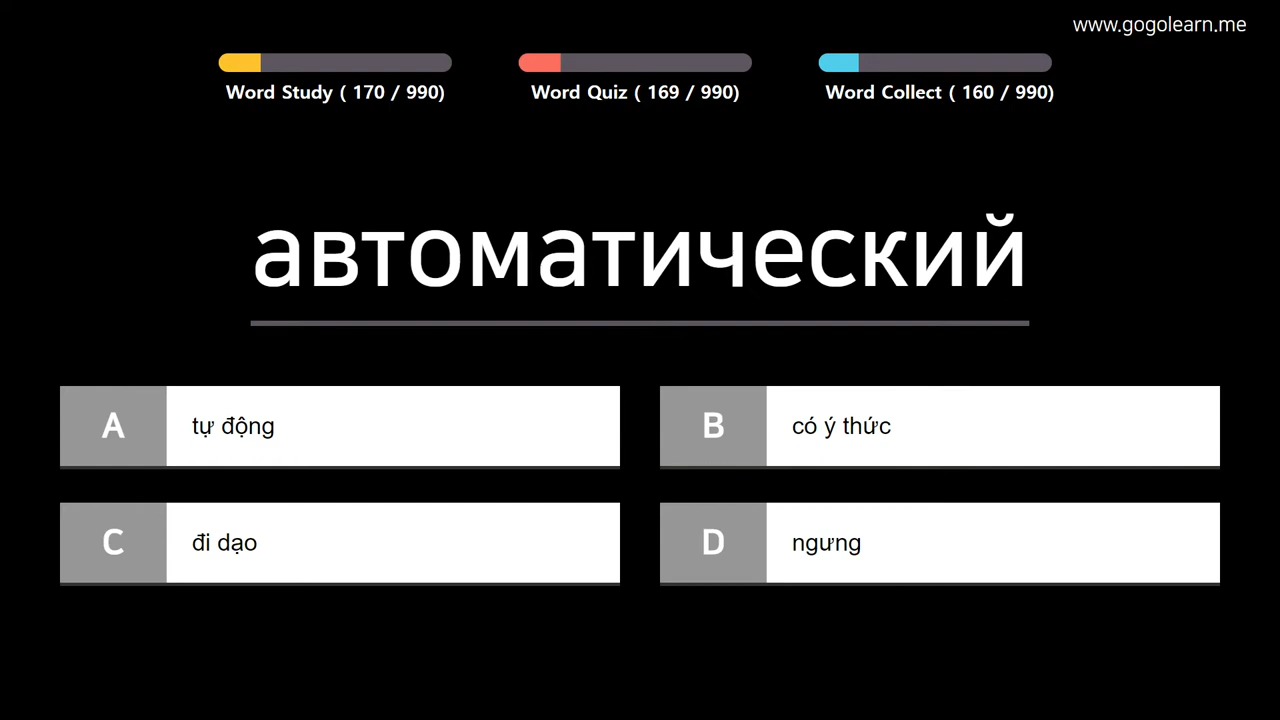 www.gogolearn.me
Word Study ( 170 / 990)
Word Quiz ( 169 / 990)
Word Collect ( 160 / 990)
автоматический
A tự động
B có ý thức
C đi dạo
D ngưng